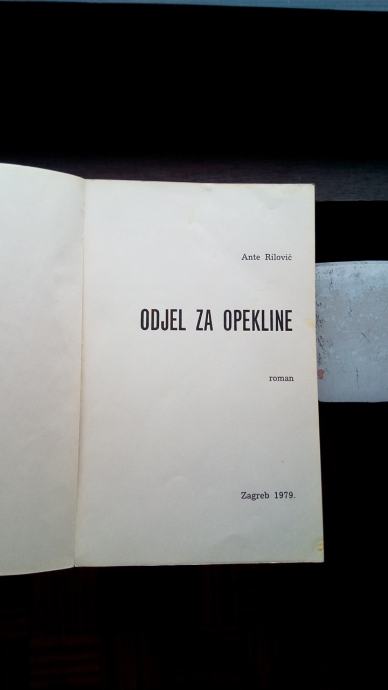 Ante Rilović
ODJEL ZA OPEKLINE
roman
Zagreb 1979.